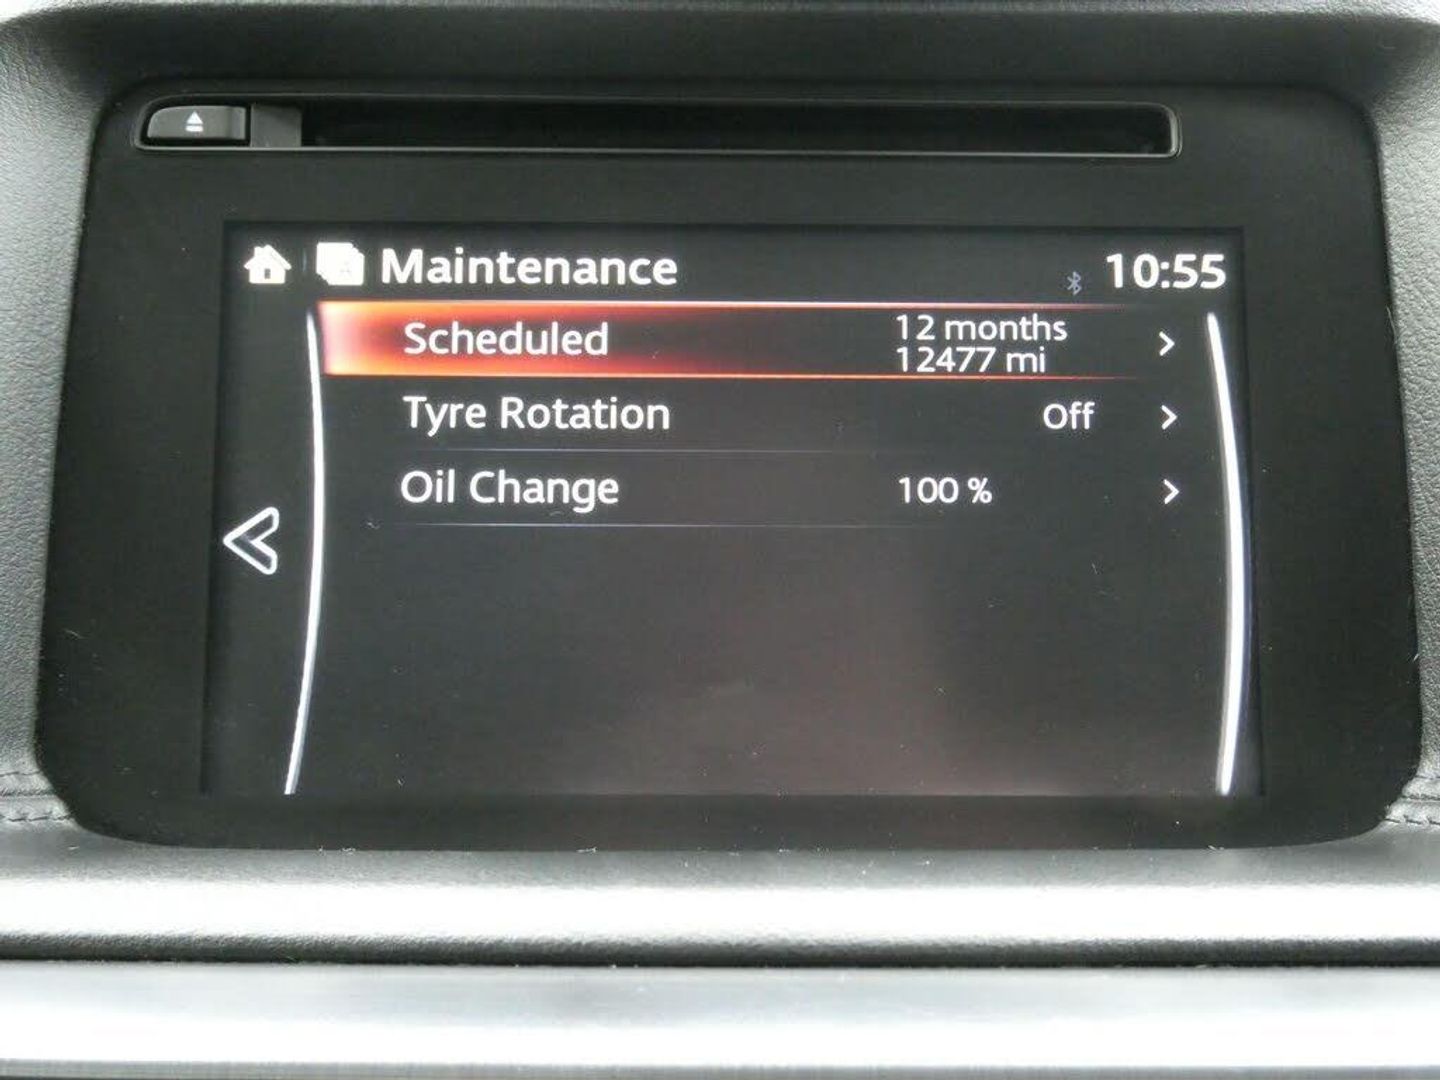 Maintenance 10:55
Scheduled 12 months
12477 mi
Tyre Rotation Off
Oil Change 100 %